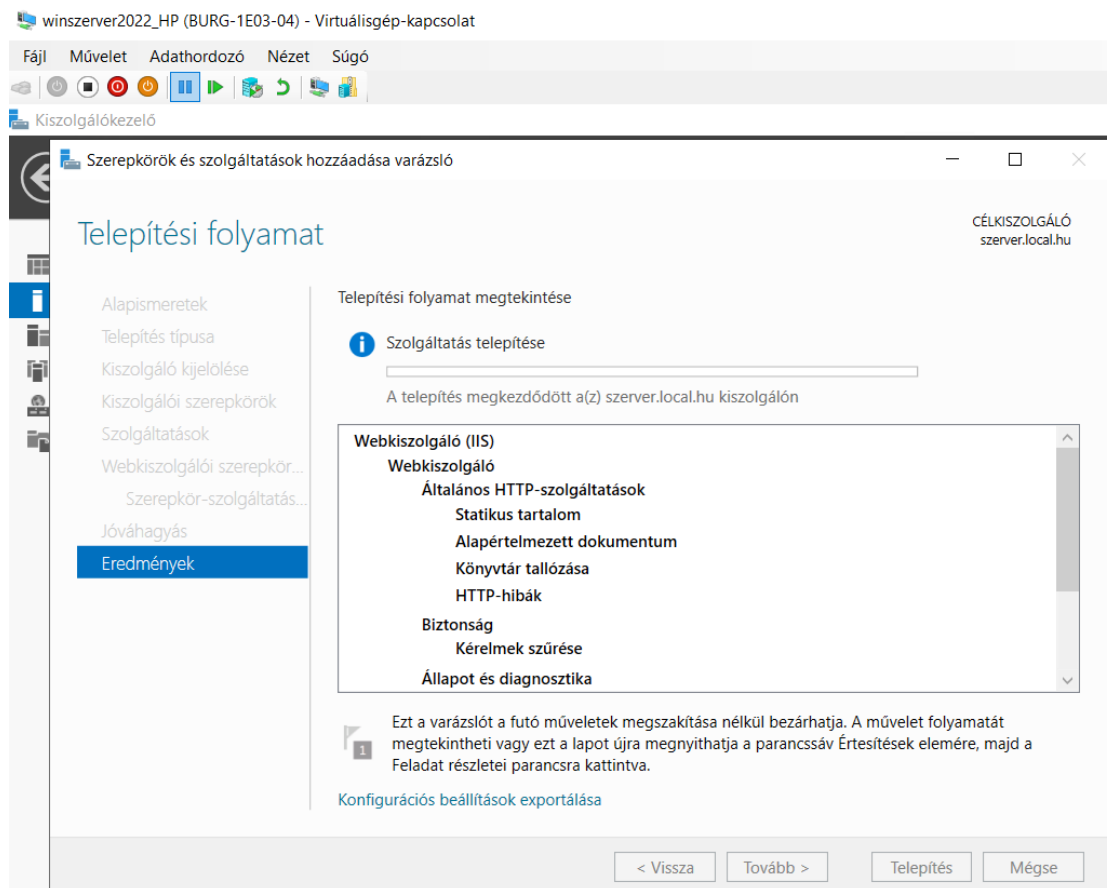 winszerver2022_HP (BURG-1E03-04) - Virtuálisgép-kapcsolat
Fájl Művelet Adathordozó Nézet Súgó
Kiszolgálókezelő
Szerepkörök és szolgáltatások hozzáadása varázsló
Telepítési folyamat
CÉLKISZOLGÁLÓ
szerver.local.hu
Alapismeretek
Telepítés típusa
Kiszolgáló kijelölése
Kiszolgálói szerepkörök
Szolgáltatások
Webkiszolgálói szerepkör...
Szerepkör-szolgáltatás...
Jóváhagyás
Eredmények
Telepítési folyamat megtekintése
Szolgáltatás telepítése
A telepítés megkezdődött a(z) szerver.local.hu kiszolgálón
Webkiszolgáló (IIS)
Webkiszolgáló
Általános HTTP-szolgáltatások
Statikus tartalom
Alapértelmezett dokumentum
Könyvtár tallózása
HTTP-hibák
Biztonság
Kérelmek szűrése
Állapot és diagnosztika
1
Ezt a varázslót a futó műveletek megszakítása nélkül bezárhatja. A művelet folyamatát
megtekintheti vagy ezt a lapot újra megnyithatja a parancssáv Értesítések elemére, majd a
Feladat részletei parancsra kattintva.
Konfigurációs beállítások exportálása
< Vissza Tovább > Telepítés Mégse